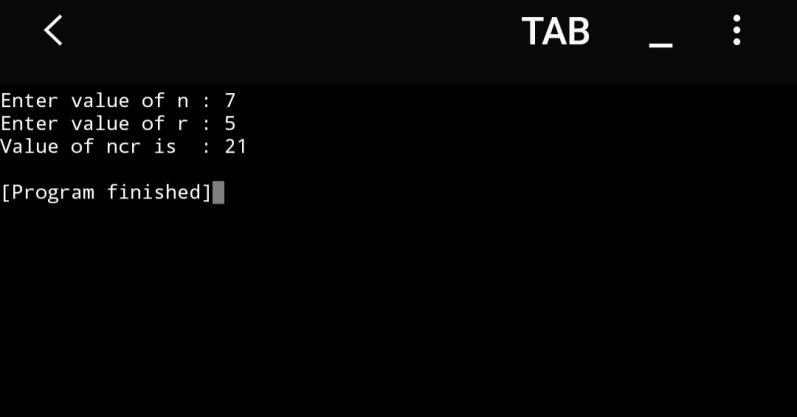 TAB _
Enter value of n : 7
Enter value of r : 5
Value of ncr is  : 21
[Program finished]